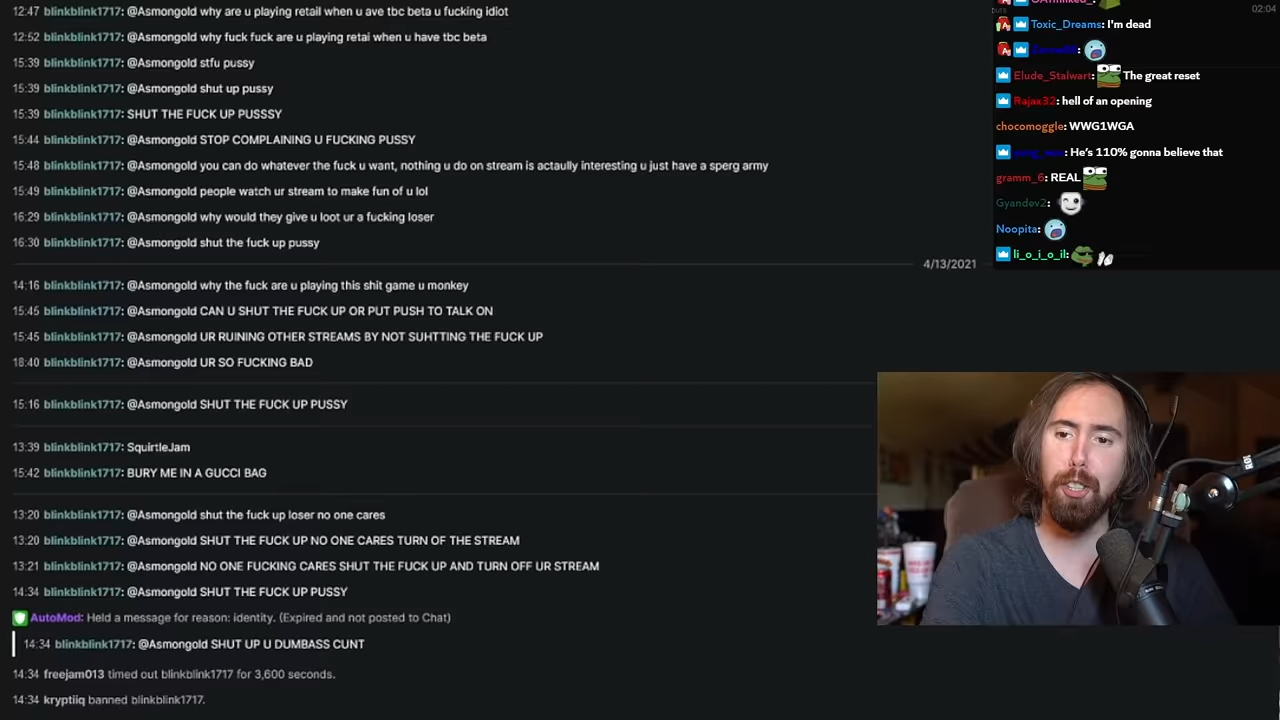 12:47 blinkblink1717: @Asmongold why are u playing retail when u ave tbc beta u fucking idiot
12:52 blinkblink1717: @Asmongold why fuck fuck are u playing retai when u have tbc beta
15:39 blinkblink1717: @Asmongold stfu pussy
15:39 blinkblink1717: @Asmongold shut up pusssy
15:39 blinkblink1717: SHUT THE FUCK UP PUSSSY
15:44 blinkblink1717: @Asmongold STOP COMPLAINING U FUCKING PUSSY
15:48 blinkblink1717: @Asmongold you can do whatever the fuck u want, nothing u do on stream is actaully interesting u just have a sperg army
15:49 blinkblink1717: @Asmongold people watch ur stream to make fun of u lol
16:29 blinkblink1717: @Asmongold why would they give u loot ur a fucking loser
16:30 blinkblink1717: @Asmongold shut the fuck up pussy
4/13/2021
14:16 blinkblink1717: @Asmongold why the fuck are u playing this shit game u monkey
15:45 blinkblink1717: @Asmongold CAN U SHUT THE FUCK UP OR PUT PUSH TO TALK ON
15:45 blinkblink1717: @Asmongold UR RUINING OTHER STREAMS BY NOT SUHTTING THE FUCK UP
18:40 blinkblink1717: @Asmongold UR SO FUCKING BAD
15:16 blinkblink1717: @Asmongold SHUT THE FUCK UP PUSSY
13:39 blinkblink1717: SquirtleJam
15:42 blinkblink1717: BURY ME IN A GUCCI BAG
13:20 blinkblink1717: @Asmongold shut the fuck up loser no one cares
13:20 blinkblink1717: @Asmongold SHUT THE FUCK UP NO ONE CARES TURN OF THE STREAM
13:21 blinkblink1717: @Asmongold NO ONE FUCKING CARES SHUT THE FUCK UP AND TURN OFF UR STREAM
14:34 blinkblink1717: @Asmongold SHUT THE FUCK UP PUSSY
AutoMod: Held a message for reason: identity. (Expired and not posted to Chat)
14:34 blinkblink1717: @Asmongold SHUT UP U DUMBASS CUNT
14:34 freejam013 timed out blinkblink1717 for 3,600 seconds.
14:34 kryptiiq banned blinkblink1717.
02:04
Toxic_Dreams: I'm dead
Elude_Stalwart: The great reset
Rajax32: hell of an opening
chocomoggle: WWG1WGA
He's 110% gonna believe that
gramm_6: REAL
Gyandev2:
Noopita:
li_o_i_o_il: